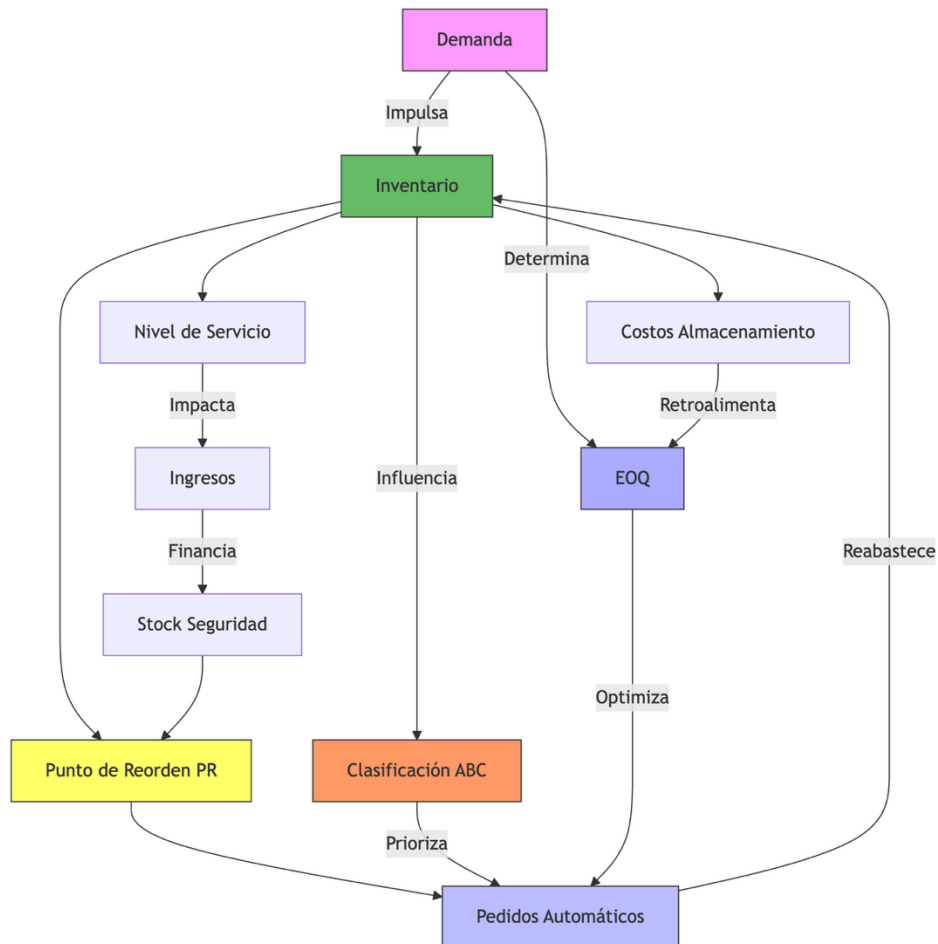 Demanda
Impulsa
Inventario
Determina
Nivel de Servicio
Costos Almacenamiento
Impacta
Retroalimenta
Ingresos
Influencia
EOQ
Financia
Reabastece
Stock Seguridad
Optimiza
Punto de Reorden PR
Clasificación ABC
Prioriza
Pedidos Automáticos